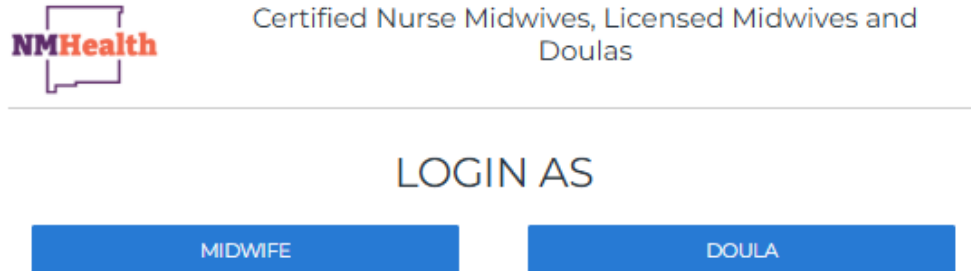 NMHealth
Certified Nurse Midwives, Licensed Midwives and
Doulas
LOGIN AS
MIDWIFE
DOULA